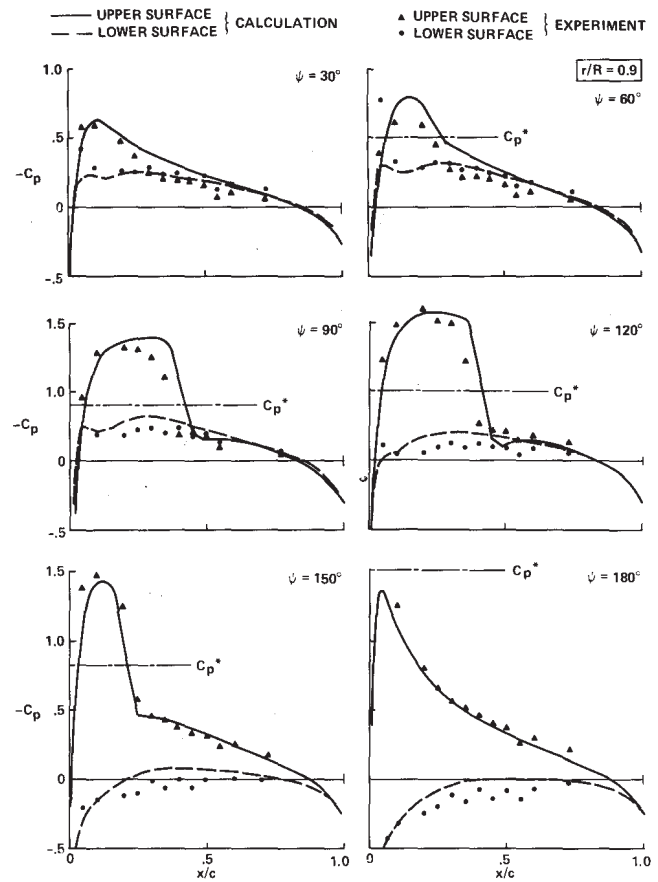 UPPER SURFACE } CALCULATION
LOWER SURFACE
▲ UPPER SURFACE } EXPERIMENT
● LOWER SURFACE
r/R = 0.9
1.0
-Cp
0
-.5
ψ = 30°
ψ = 60°
Cp*
1.5
1.0
-Cp
0
-.5
ψ = 90°
Cp*
ψ = 120°
Cp*
c
1.5
1.0
.5
-Cp
0
-.5
0
.5
1.0
x/c
ψ = 150°
Cp*
ψ = 180°
Cp*
0
.5
1.0
x/c